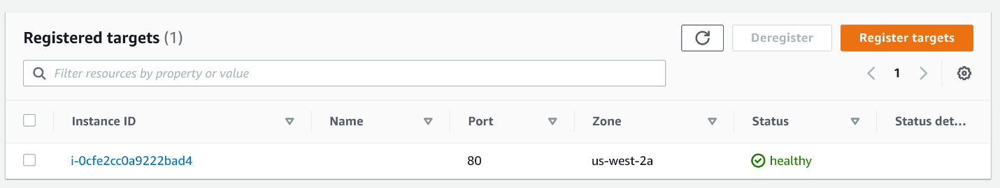 Registered targets (1)
Deregister
Register targets
Filter resources by property or value
1
Instance ID Name Port Zone Status Status det...
i-0cfe2cc0a9222bad4 80 us-west-2a healthy